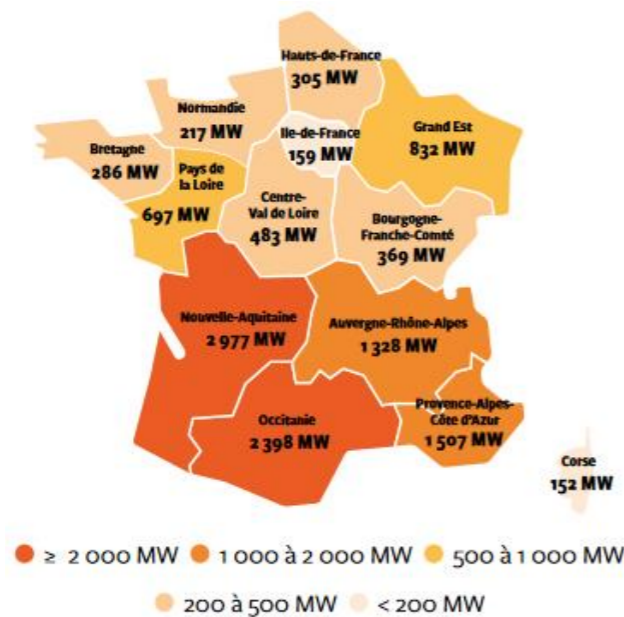 Hauts-de-France
305 MW
Normandie
217 MW
Ile-de-France
159 MW
Grand Est
832 MW
Bretagne
286 MW
Pays de
la Loire
697 MW
Centre-
Val de Loire
483 MW
Bourgogne-
Franche-Comté
369 MW
Nouvelle-Aquitaine
2 977 MW
Auvergne-Rhône-Alpes
1 328 MW
Occitanie
2 398 MW
Provence-Alpes-
Côte d'Azur
1 507 MW
Corse
152 MW
≥ 2 000 MW 1 000 à 2 000 MW 500 à 1 000 MW
200 à 500 MW < 200 MW